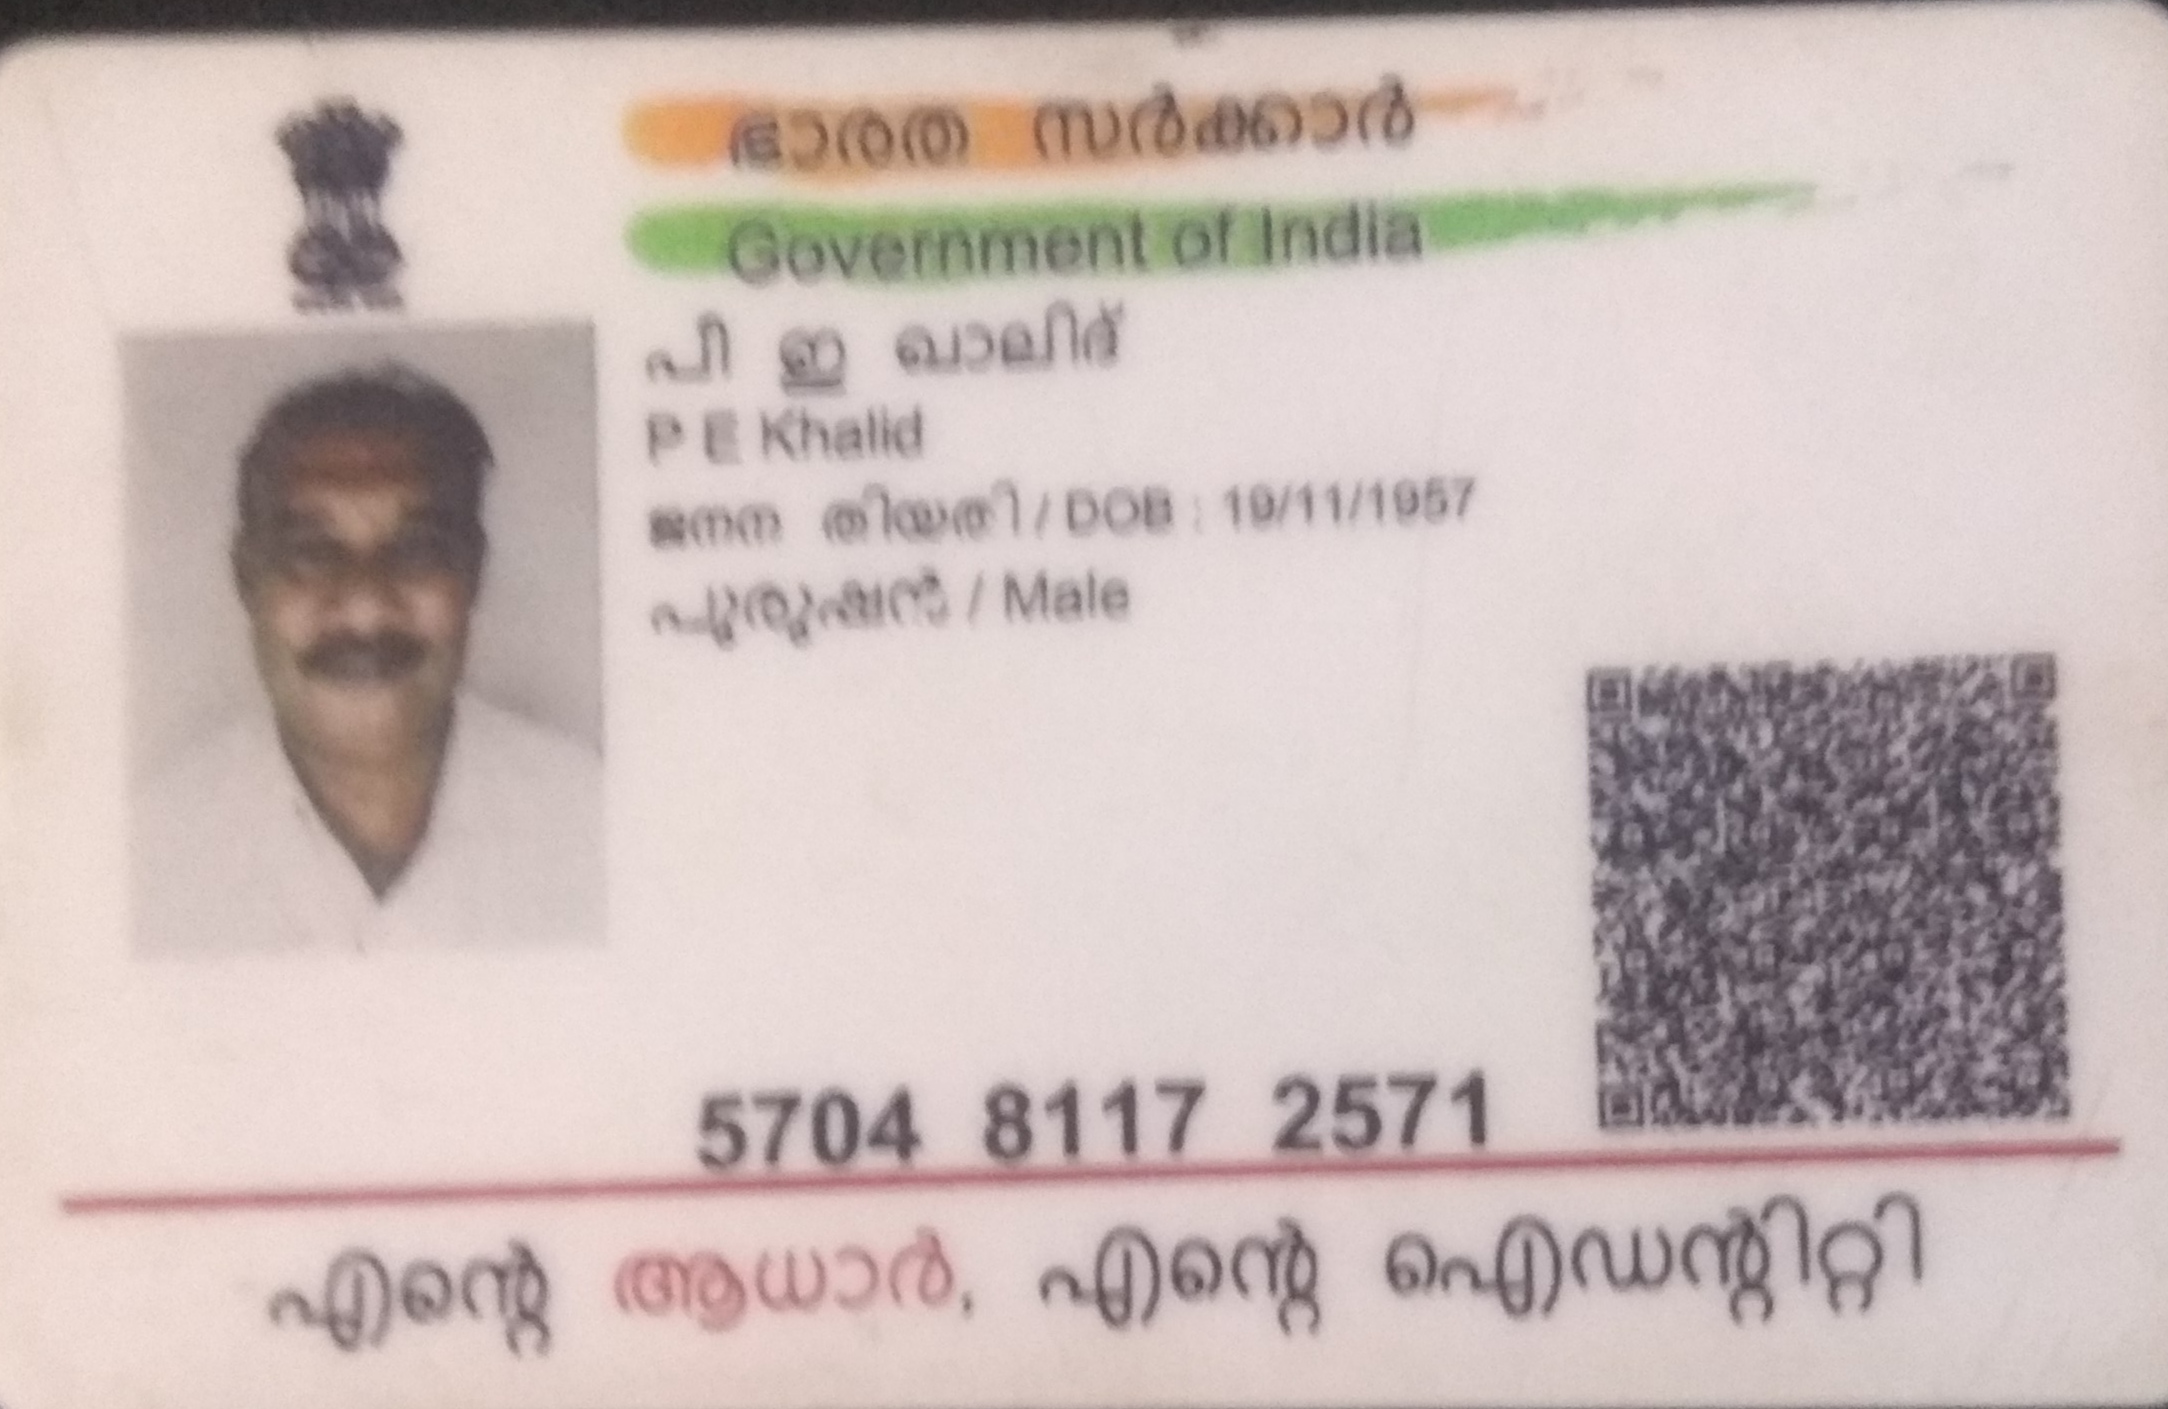 ഭാരത സർക്കാർ
Government of India
പി ഇ ഖാലിദ്
P E Khalid
ജനന തിയതി / DOB : 19/11/1957
പുരുഷൻ / Male
5704 8117 2571
എന്റെ ആധാർ, എന്റെ ഐഡന്റിറ്റി